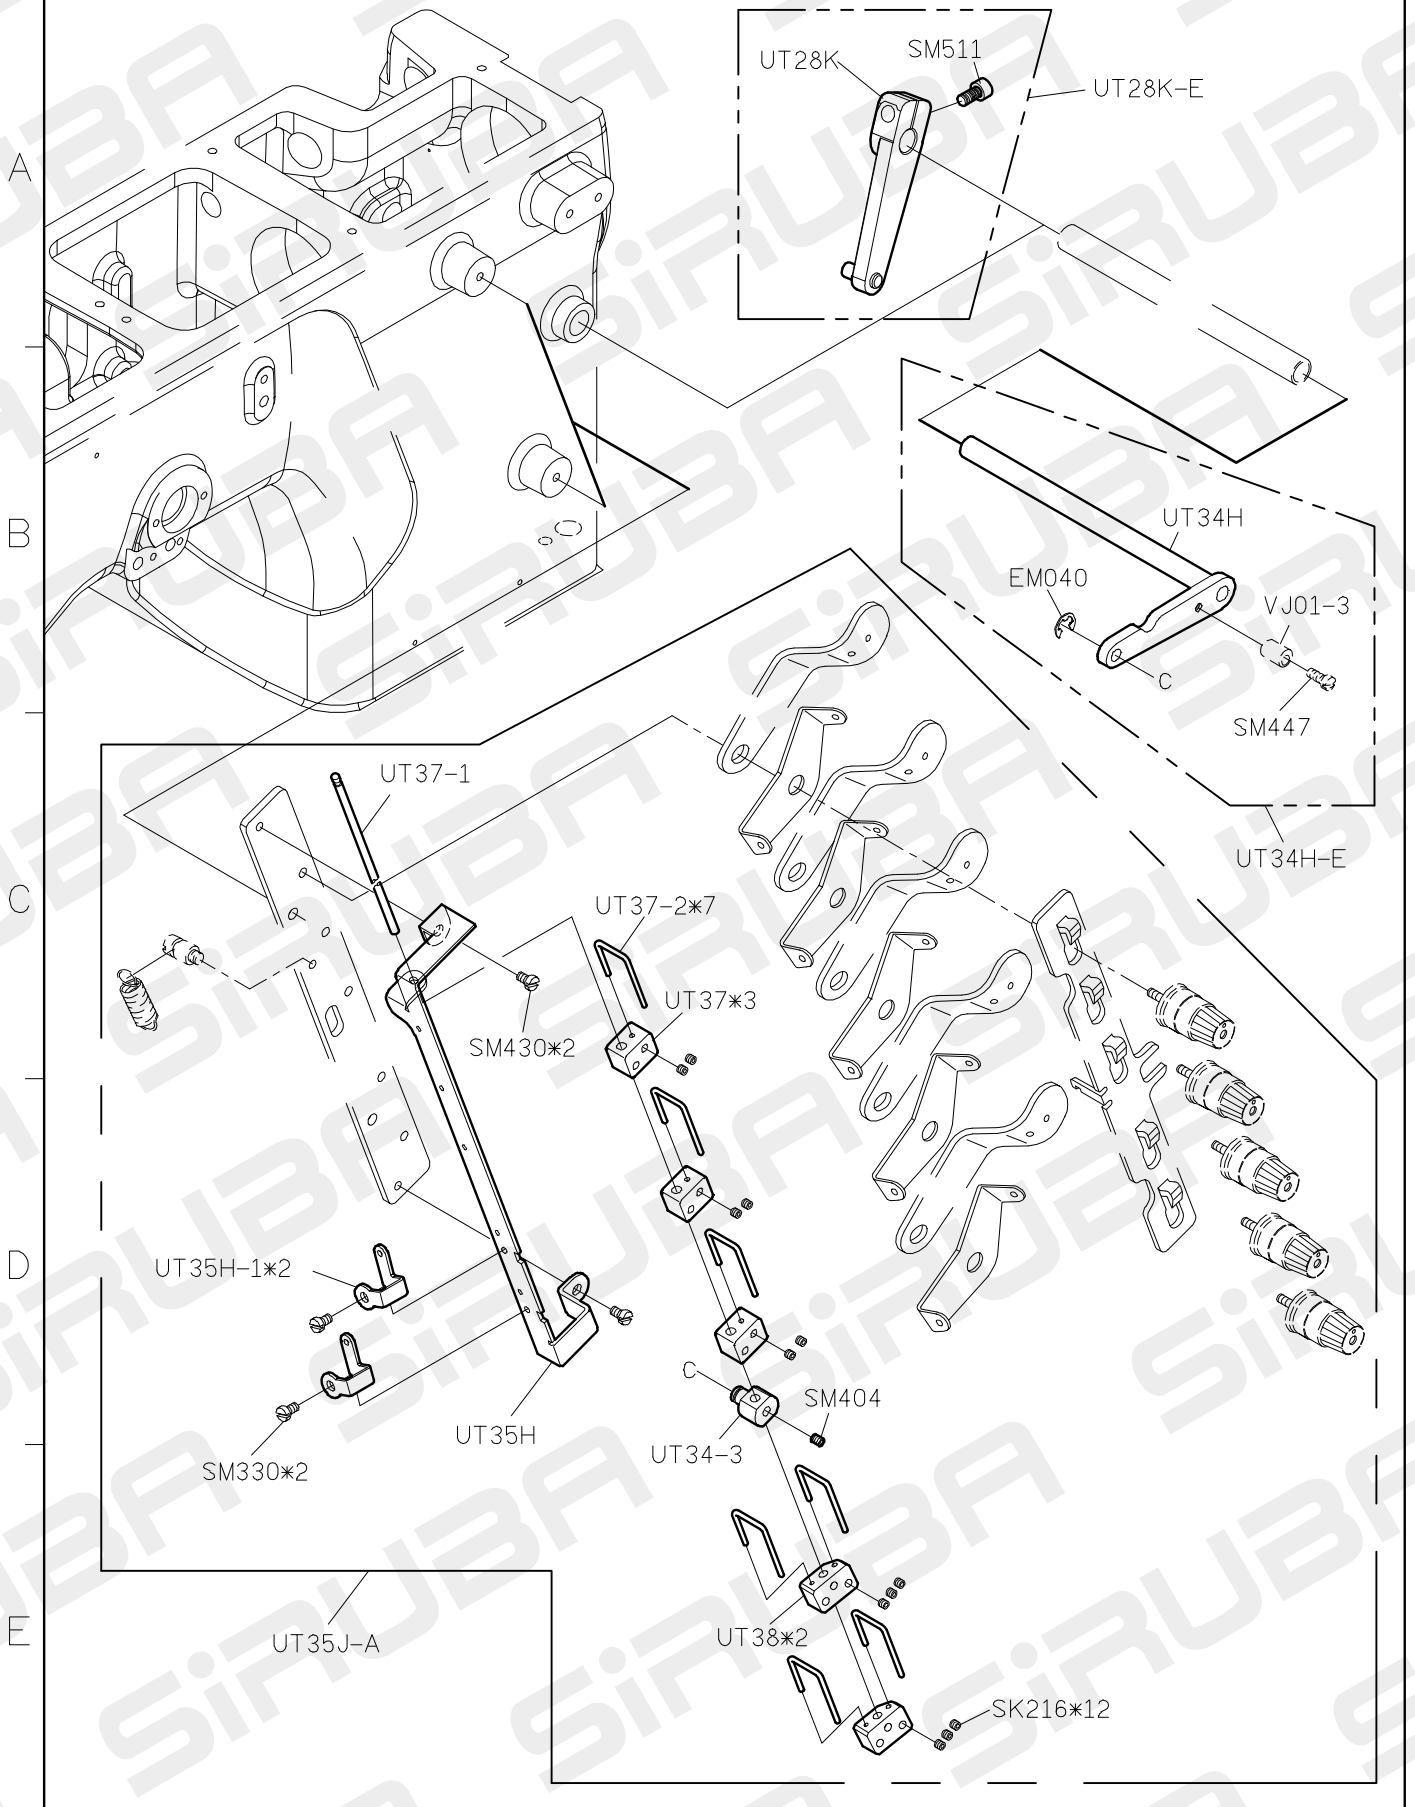 SM511
UT28K
UT28K-E
A
UT34H
B
EM040
VJ01-3
C
SM447
UT37-1
UT34H-E
C
UT37-2*7
UT37*3
SM430*2
D
UT35H-1*2
C
SM404
UT35H
UT34-3
SM330*2
E
UT38*2
UT35J-A
SK216*12
SiRUBA